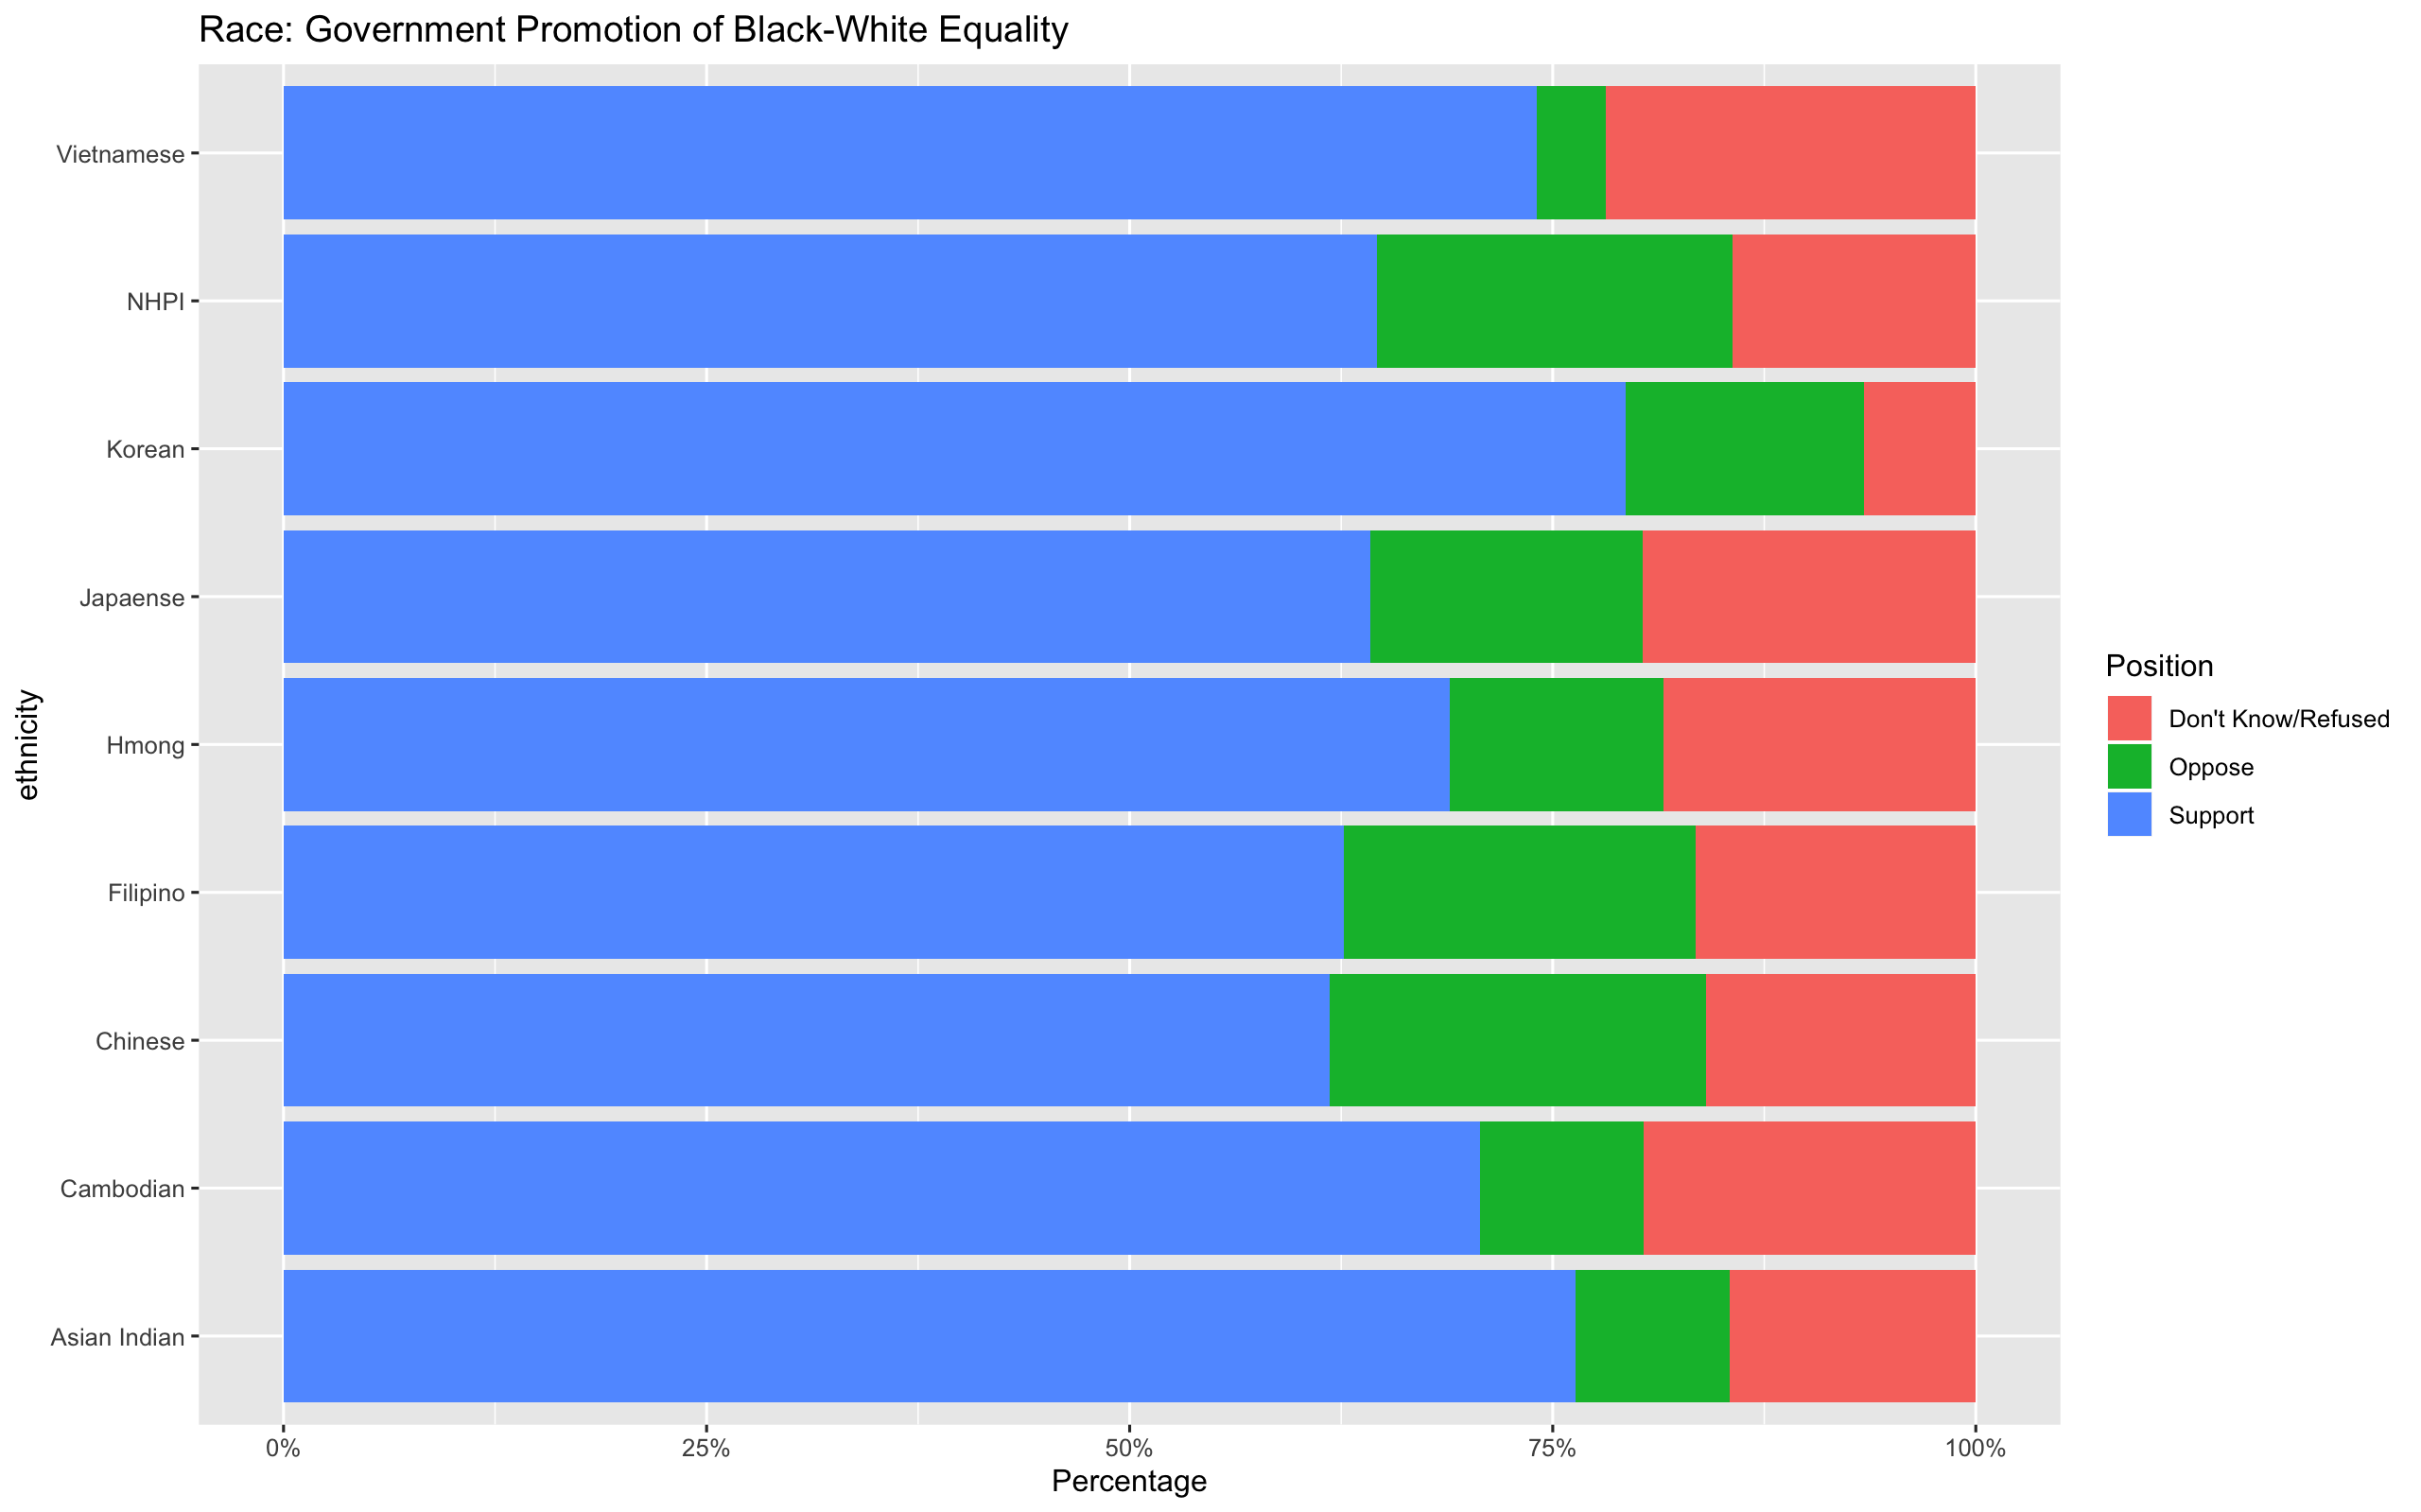 Race: Government Promotion of Black-White Equality
Vietnamese
NHPI
Korean
Japaense
Hmong
Filipino
Chinese
Cambodian
Asian Indian
ethnicity
0% 25% 50% 75% 100%
Percentage
Position
Don't Know/Refused
Oppose
Support